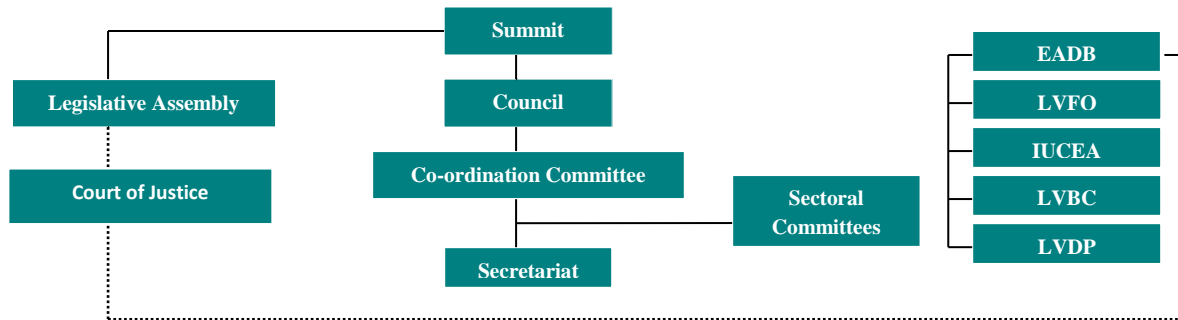 Summit
EADB
Legislative Assembly
Council
LVFO
IUCEA
Co-ordination Committee
Court of Justice
Sectoral
Committees
LVBC
LVDP
Secretariat